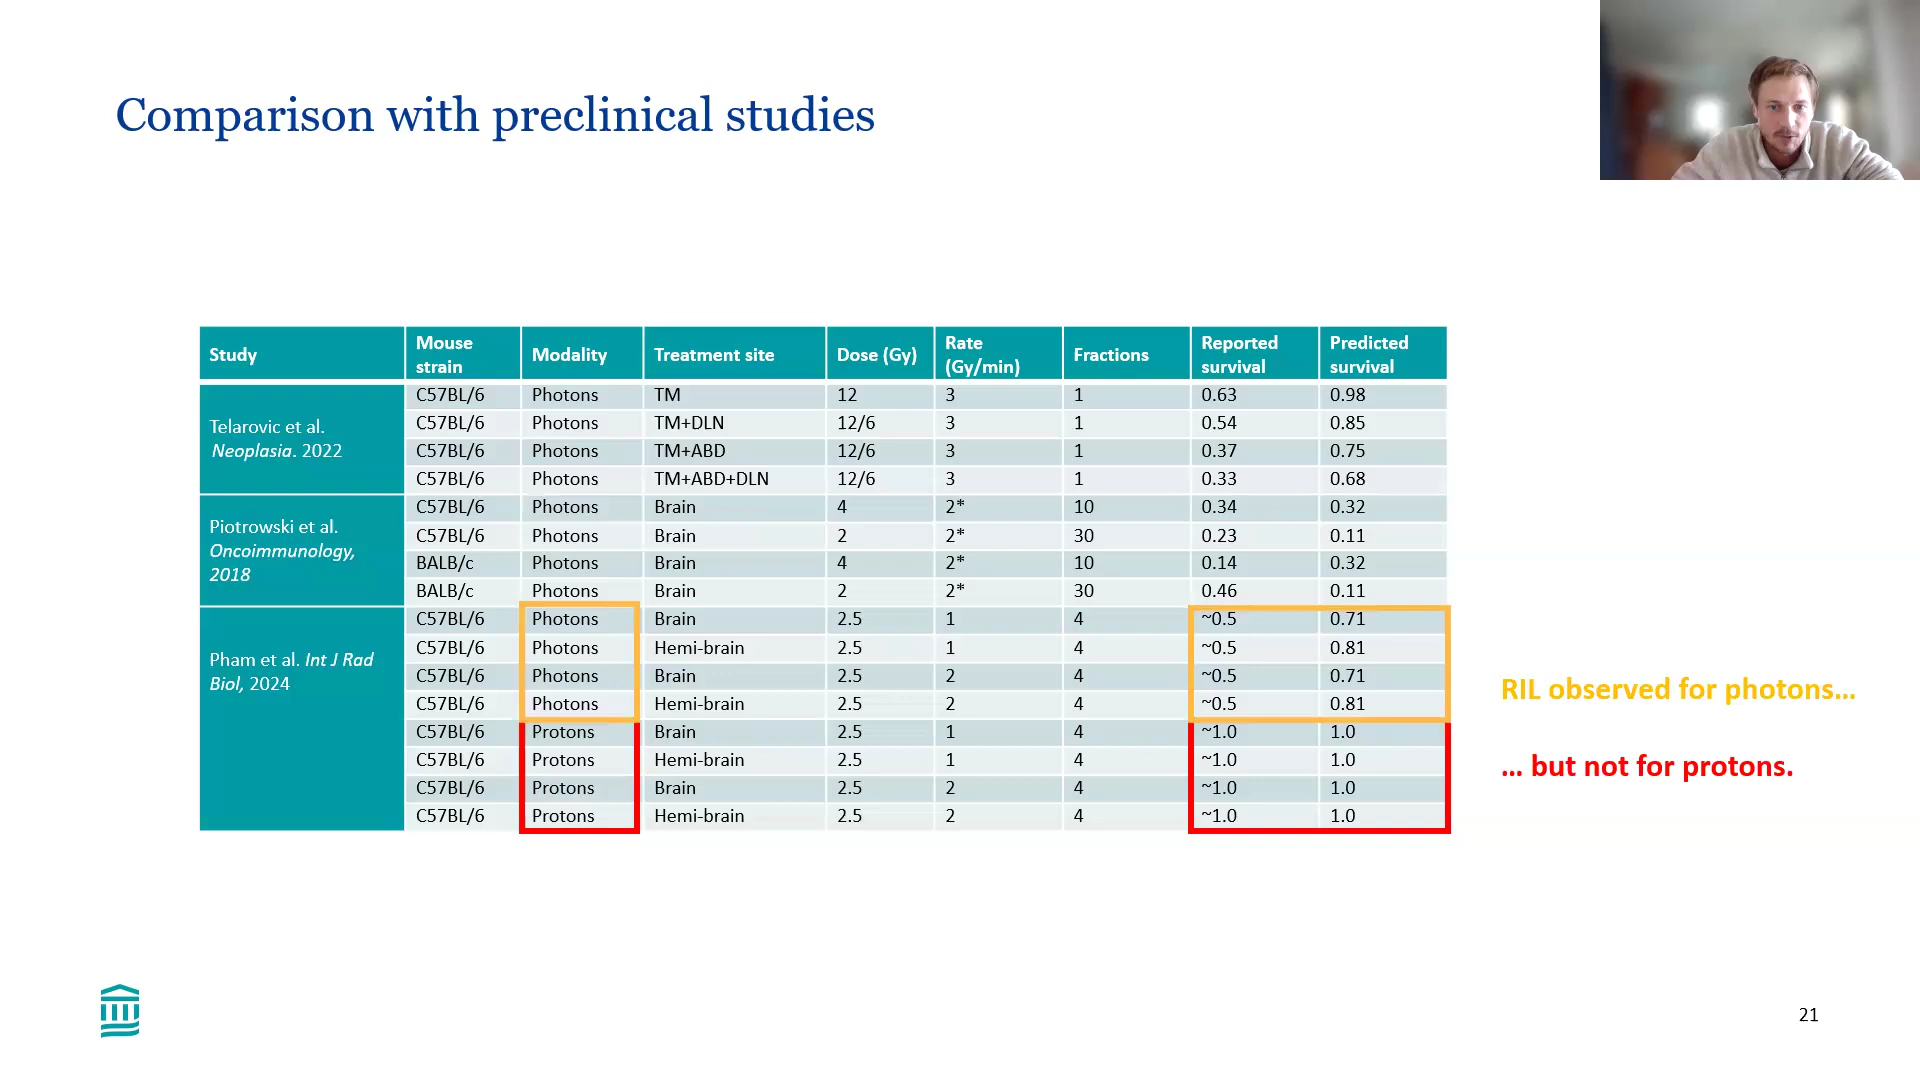 Comparison with preclinical studies
Study Mouse strain Modality Treatment site Dose (Gy) Rate (Gy/min) Fractions Reported survival Predicted survival
Telarovic et al. Neoplasia. 2022
C57BL/6 Photons TM 12 3 1 0.63 0.98
C57BL/6 Photons TM+DLN 12/6 3 1 0.54 0.85
C57BL/6 Photons TM+ABD 12/6 3 1 0.37 0.75
C57BL/6 Photons TM+ABD+DLN 12/6 3 1 0.33 0.68
Piotrowski et al. Oncoimmunology, 2018
C57BL/6 Photons Brain 4 2* 10 0.34 0.32
C57BL/6 Photons Brain 2 2* 30 0.23 0.11
BALB/c Photons Brain 4 2* 10 0.14 0.32
BALB/c Photons Brain 2 2* 30 0.46 0.11
Pham et al. Int J Rad Biol, 2024
C57BL/6 Photons Brain 2.5 1 4 ~0.5 0.71
C57BL/6 Photons Hemi-brain 2.5 1 4 ~0.5 0.81
C57BL/6 Photons Brain 2.5 2 4 ~0.5 0.71
C57BL/6 Photons Hemi-brain 2.5 2 4 ~0.5 0.81
C57BL/6 Protons Brain 2.5 1 4 ~1.0 1.0
C57BL/6 Protons Hemi-brain 2.5 1 4 ~1.0 1.0
C57BL/6 Protons Brain 2.5 2 4 ~1.0 1.0
C57BL/6 Protons Hemi-brain 2.5 2 4 ~1.0 1.0
RIL observed for photons...
... but not for protons.
21